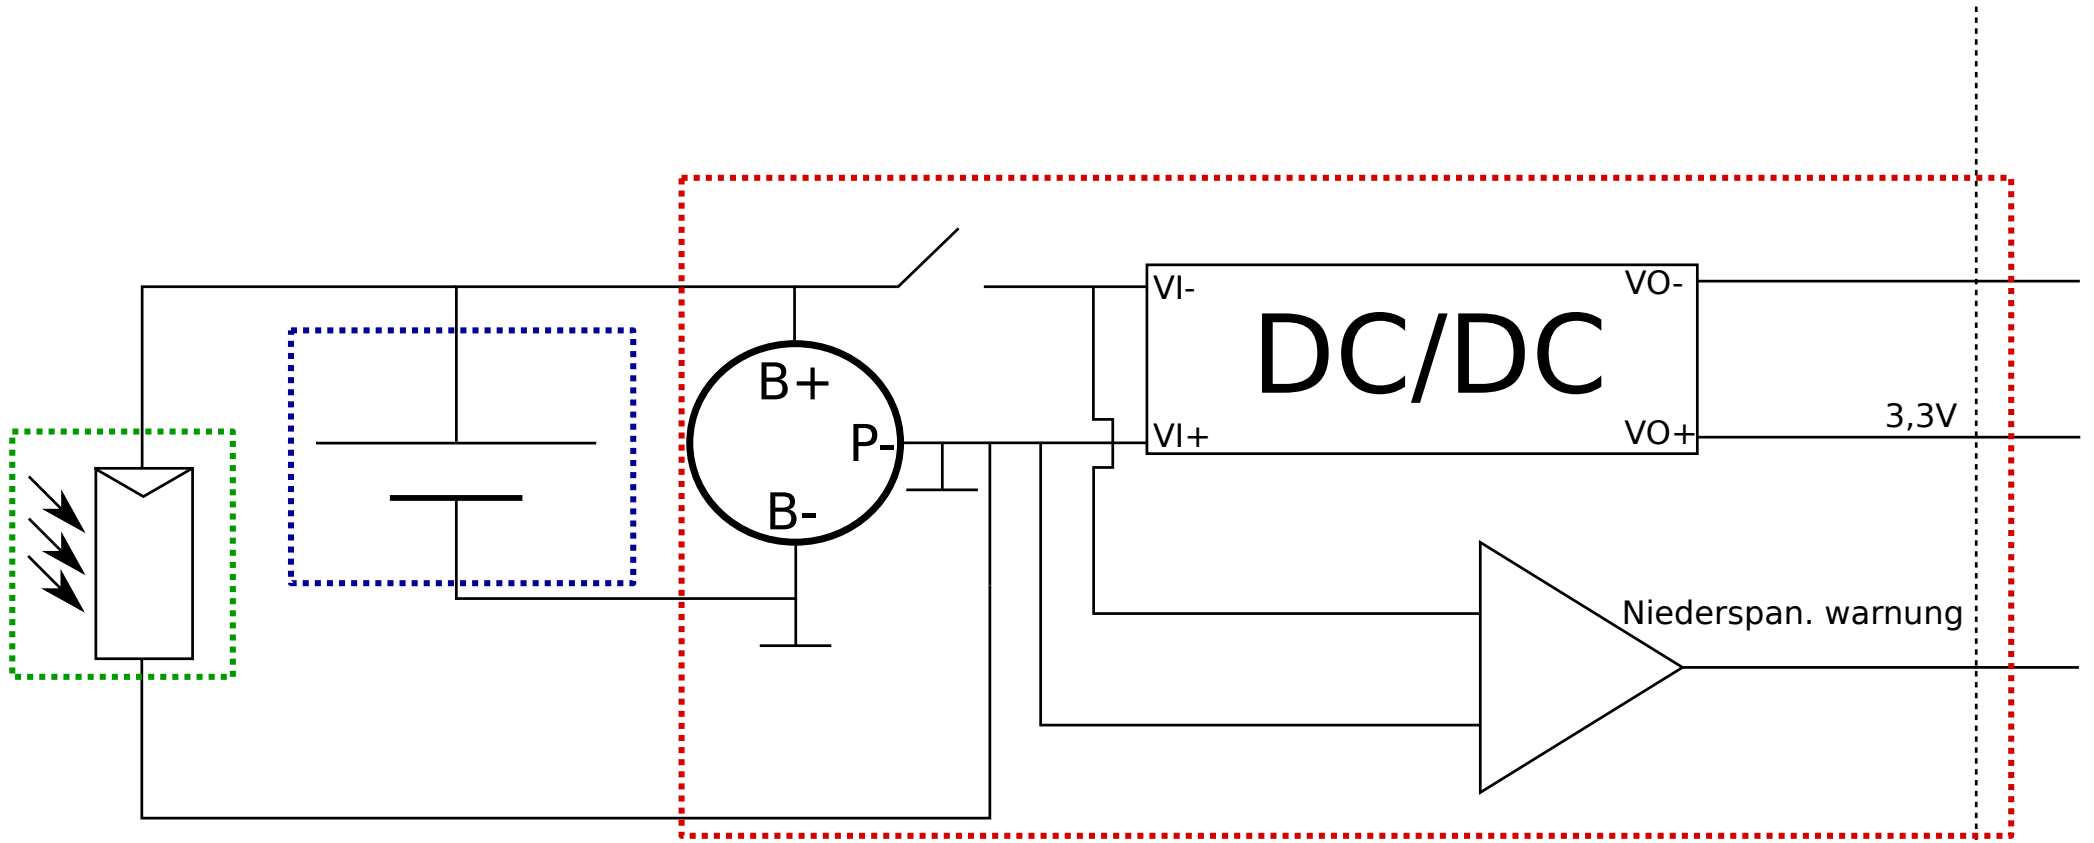 VI-
VO-
B+
DC/DC
P-
VI+
VO+
3,3V
B-
Niederspan. warnung